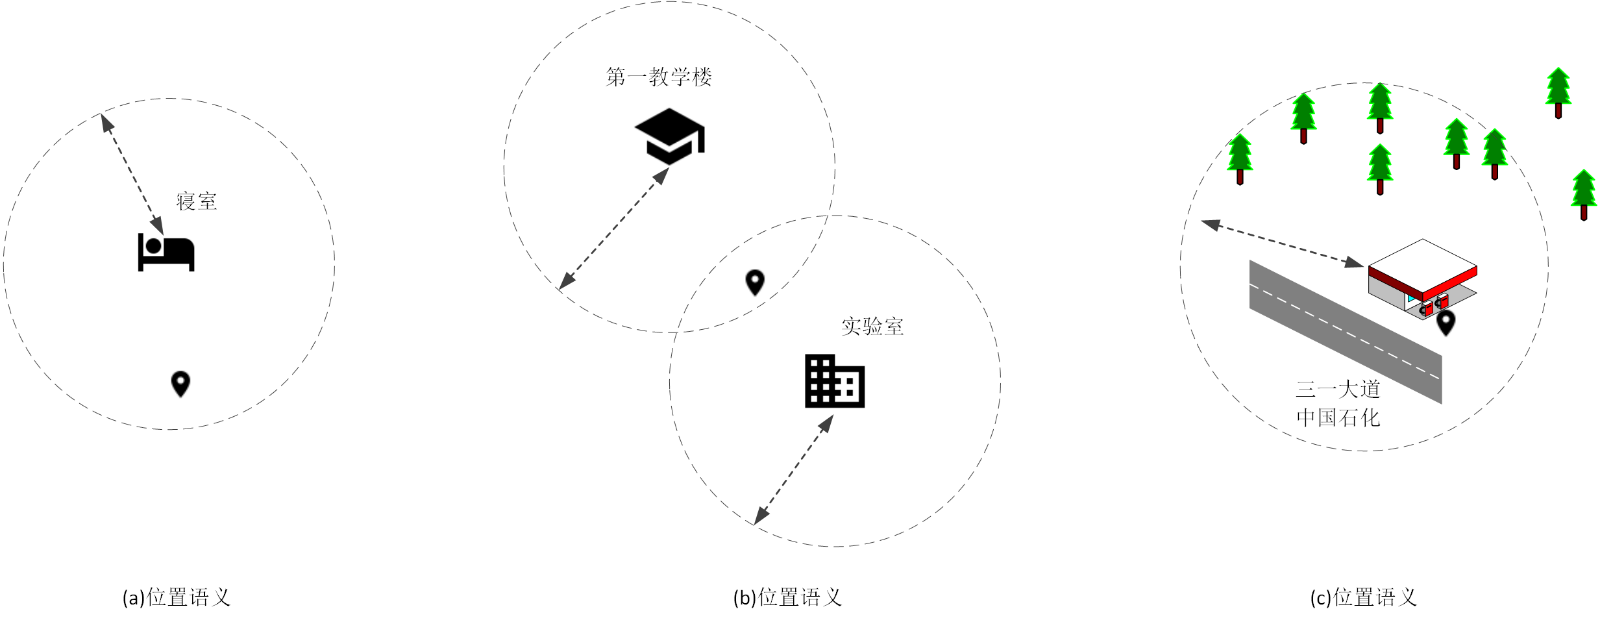 寝室
(a)位置语义
第一教学楼
实验室
(b)位置语义
三一大道
中国石化
(c)位置语义